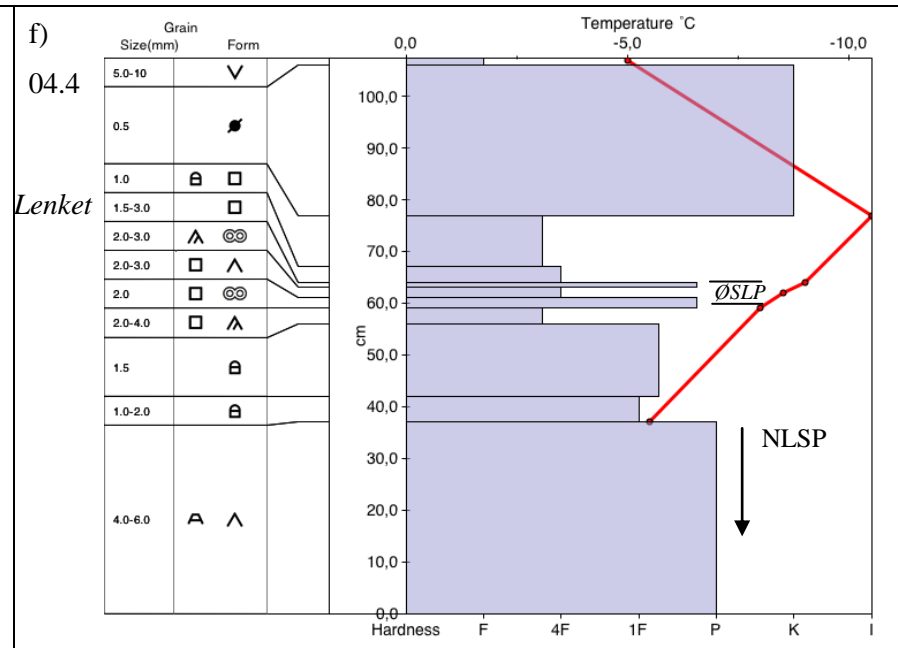 f)
04.4
Lenket
Grain
Size(mm) Form
5.0-10
0.5
1.0
1.5-3.0
2.0-3.0
2.0-3.0
2.0
2.0-4.0
1.5
1.0-2.0
4.0-6.0
Temperature °C
0,0 -5,0 -10,0
100,0
90,0
80,0
70,0
60,0
cm
50,0
40,0
30,0
20,0
10,0
0,0
ØSLP
NLSP
Hardness F 4F 1F P K I